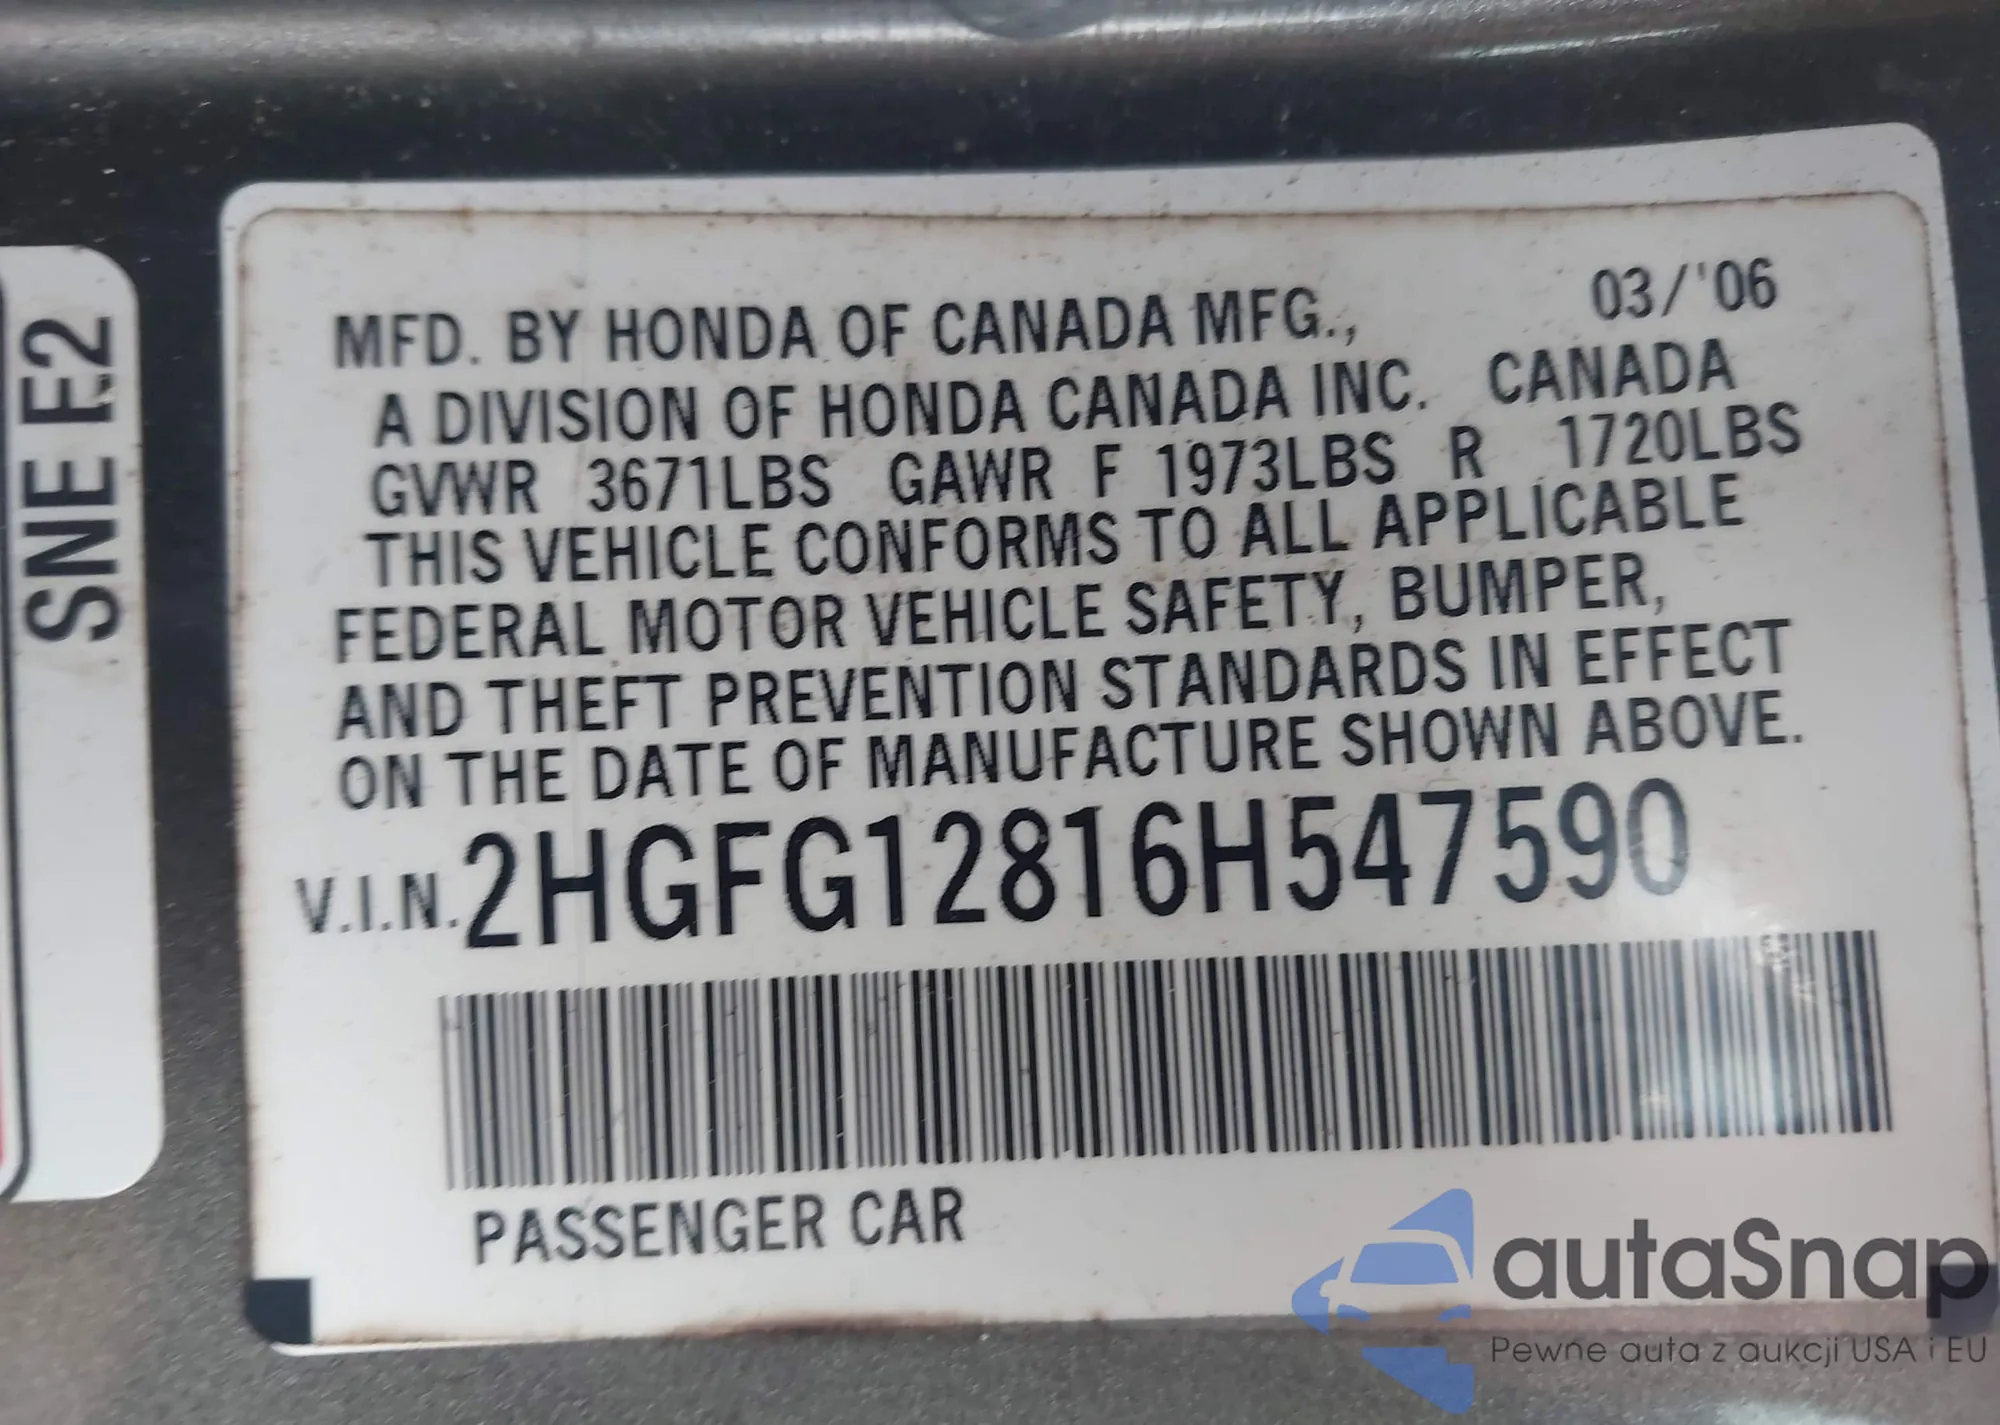 03/'06
MFD. BY HONDA OF CANADA MFG.,
A DIVISION OF HONDA CANADA INC. CANADA
GVWR 3671LBS GAWR F 1973LBS R 1720LBS
THIS VEHICLE CONFORMS TO ALL APPLICABLE
FEDERAL MOTOR VEHICLE SAFETY, BUMPER,
AND THEFT PREVENTION STANDARDS IN EFFECT
ON THE DATE OF MANUFACTURE SHOWN ABOVE.
V.I.N. 2HGFG12816H547590
PASSENGER CAR
autaSnap
Pewne auta z aukcji USA i EU